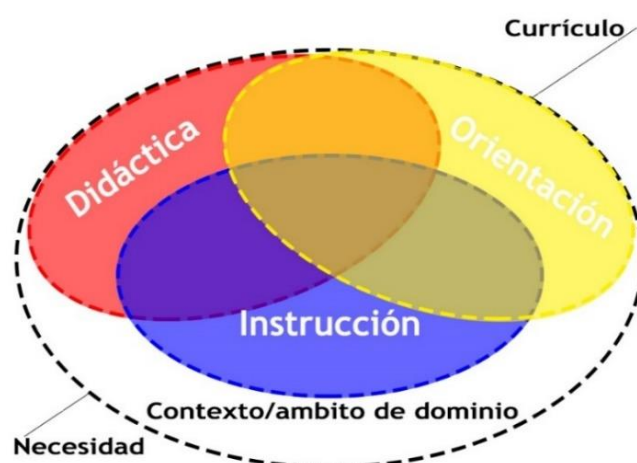 Currículo
Didáctica
Orientación
Instrucción
Contexto/ambito de dominio
Necesidad